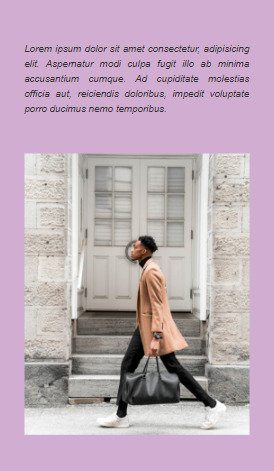 Lorem ipsum dolor sit amet consectetur, adipisicing
elit. Aspernatur modi culpa fugit illo ab minima
accusantium cumque. Ad cupiditate molestias
officia aut, reiciendis doloribus, impedit voluptate
porro ducimus nemo temporibus.